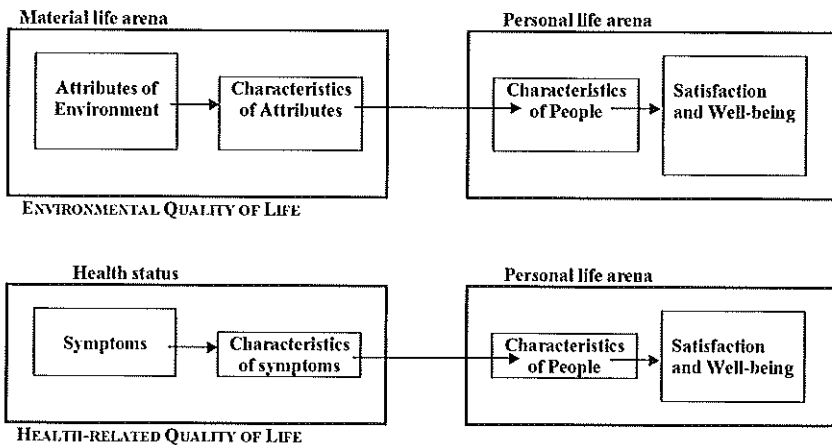 Material life arena
Personal life arena
Attributes of
Environment
Characteristics
of Attributes
Characteristics
of People
Satisfaction
and Well-being
ENVIRONMENTAL QUALITY OF LIFE
Health status
Personal life arena
Symptoms
Characteristics
of symptoms
Characteristics
of People
Satisfaction
and Well-being
HEALTH-RELATED QUALITY OF LIFE